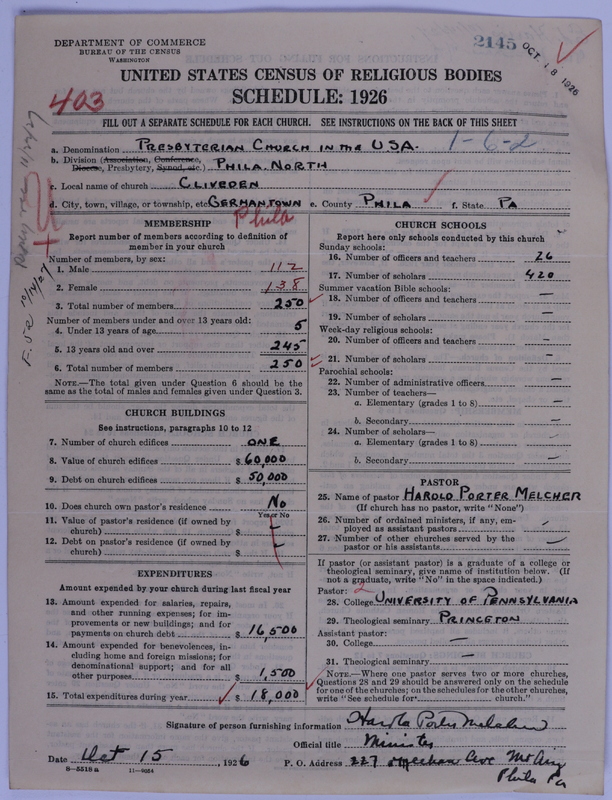 DEPARTMENT OF COMMERCE
BUREAU OF THE CENSUS
WASHINGTON
2145
OCT 18 1926
UNITED STATES CENSUS OF RELIGIOUS BODIES
403
SCHEDULE: 1926
FILL OUT A SEPARATE SCHEDULE FOR EACH CHURCH. SEE INSTRUCTIONS ON THE BACK OF THIS SHEET
1-6-2
a. Denomination PRESBYTERIAN CHURCH IN THE U.S.A.
b. Division (Association, Conference, Diocese, Presbytery, Synod, etc.) PHILA. NORTH
c. Local name of church CLIVEDEN
d. City, town, village, or township, etc. GERMANTOWN e. County PHILA f. State PA
Phila
MEMBERSHIP
Report number of members according to definition of
member in your church
Number of members, by sex:
1. Male 112
2. Female 138
3. Total number of members 250
Number of members under and over 13 years old:
4. Under 13 years of age 5
5. 13 years old and over 245
6. Total number of members 250
NOTE.—The total given under Question 6 should be the
same as the total of males and females given under Question 3.
CHURCH BUILDINGS
See instructions, paragraphs 10 to 12
7. Number of church edifices ONE
8. Value of church edifices $ 60,000
9. Debt on church edifices $ 50,000
10. Does church own pastor's residence No
Yes or No
11. Value of pastor's residence (if owned by
church) $ —
12. Debt on pastor's residence (if owned by
church) $ —
EXPENDITURES
Amount expended by your church during last fiscal year
13. Amount expended for salaries, repairs,
and other running expenses; for im-
provements or new buildings; and for
payments on church debt $ 16,500
14. Amount expended for benevolences, in-
cluding home and foreign missions; for
denominational support; and for all
other purposes $ 1,500
15. Total expenditures during year $ 18,000
CHURCH SCHOOLS
Report here only schools conducted by this church
Sunday schools:
16. Number of officers and teachers 26
17. Number of scholars 420
Summer vacation Bible schools:
18. Number of officers and teachers —
19. Number of scholars —
Week-day religious schools:
20. Number of officers and teachers —
21. Number of scholars —
Parochial schools:
22. Number of administrative officers —
23. Number of teachers—
a. Elementary (grades 1 to 8) —
b. Secondary —
24. Number of scholars—
a. Elementary (grades 1 to 8) —
b. Secondary —
PASTOR
25. Name of pastor HAROLD PORTER MELCHER
(If church has no pastor, write "None")
26. Number of ordained ministers, if any, em-
ployed as assistant pastors —
27. Number of other churches served by the
pastor or his assistants —
If pastor (or assistant pastor) is a graduate of a college or
theological seminary, give name of institution below. (If
not a graduate, write "No" in the space indicated.)
Pastor: 2
28. College UNIVERSITY OF PENNSYLVANIA
29. Theological seminary PRINCETON
Assistant pastor:
30. College —
31. Theological seminary —
NOTE.—Where one pastor serves two or more churches,
Questions 28 and 29 should be answered only on the schedule
for one of the churches; on the schedules for the other churches,
write "See schedule for church."
Signature of person furnishing information Harold Porter Melcher
Official title Minister
Date Oct 15, 1926 P. O. Address 227 Ave Mt Airy
Phila Pa
8-5518a 11-8054